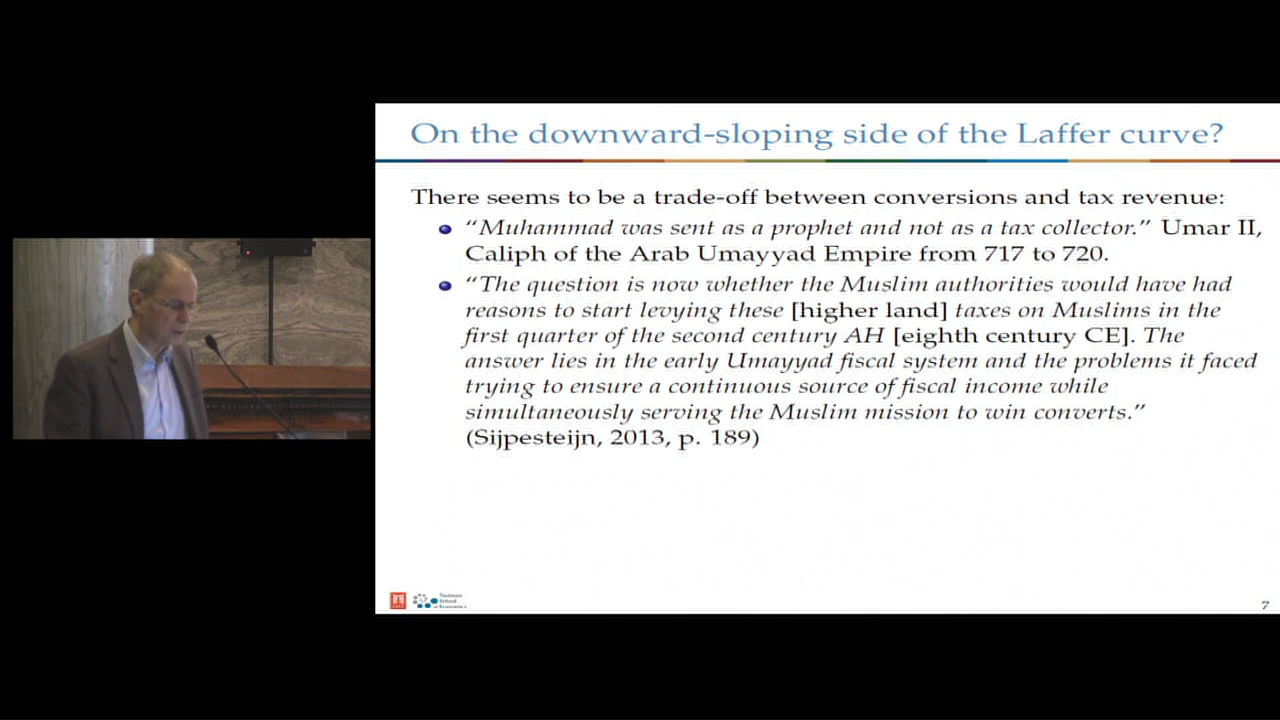 On the downward-sloping side of the Laffer curve?
There seems to be a trade-off between conversions and tax revenue:
“Muhammad was sent as a prophet and not as a tax collector.” Umar II,
Caliph of the Arab Umayyad Empire from 717 to 720.
“The question is now whether the Muslim authorities would have had
reasons to start levying these [higher land] taxes on Muslims in the
first quarter of the second century AH [eighth century CE]. The
answer lies in the early Umayyad fiscal system and the problems it faced
trying to ensure a continuous source of fiscal income while
simultaneously serving the Muslim mission to win converts.”
(Sijpesteijn, 2013, p. 189)
Toulouse
School
of Economics
7